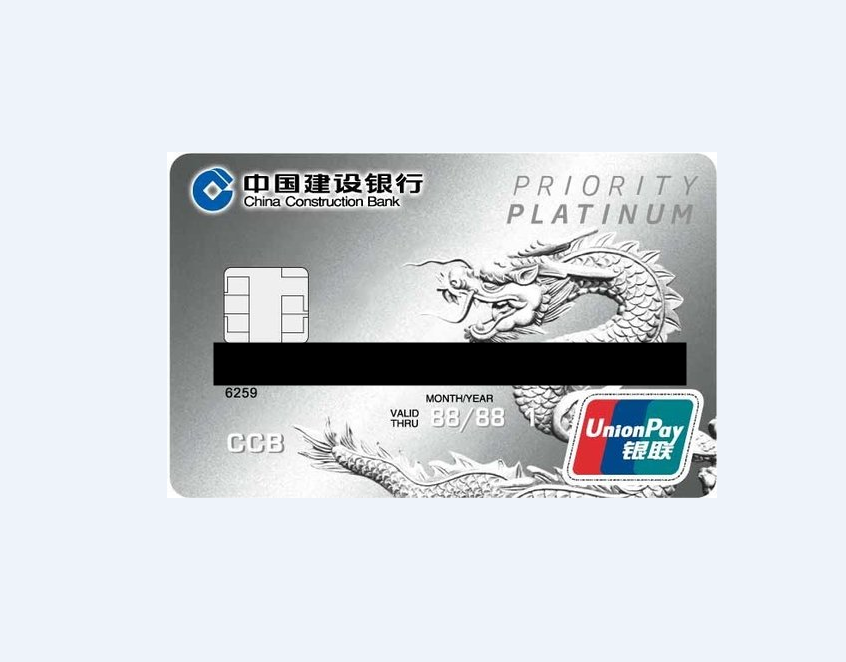 中国建设银行
China Construction Bank
PRIORITY
PLATINUM
6259
MONTH/YEAR
VALID
THRU
88/88
1
CCB
UnionPay
银联